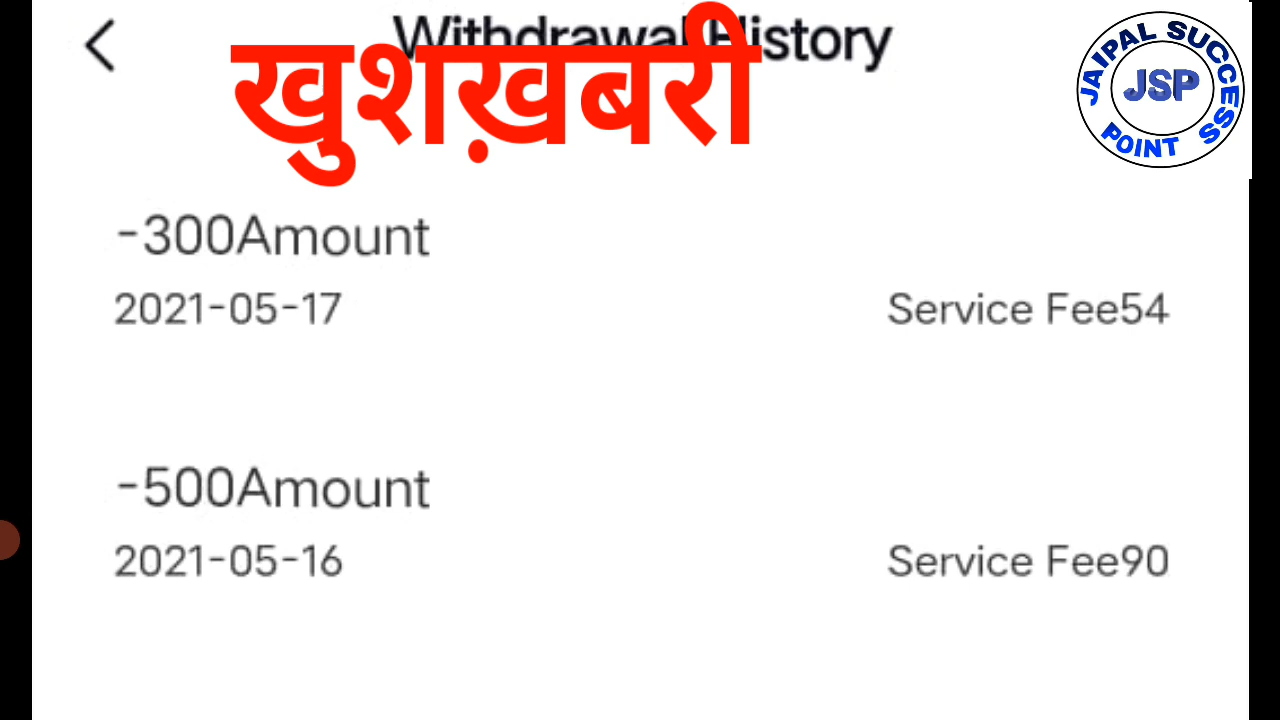 Withdrawal History
खुशख़बरी
JAIPAL SUCCESS
JSP
POINT
-300Amount
2021-05-17 Service Fee54
-500Amount
2021-05-16 Service Fee90